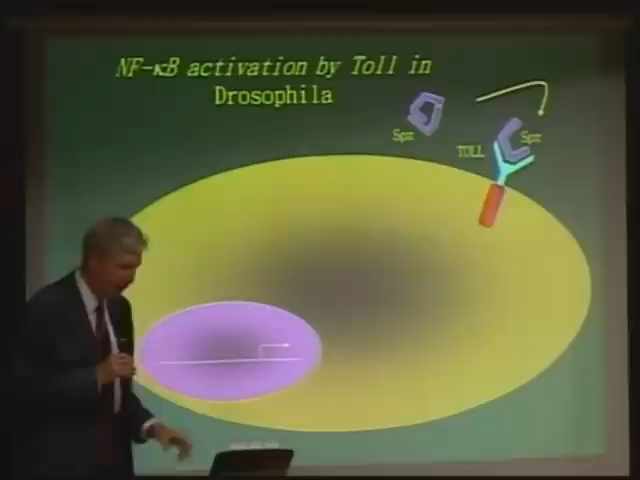 NF-κB activation by Toll in
Drosophila
Spz
TOLL
Spz